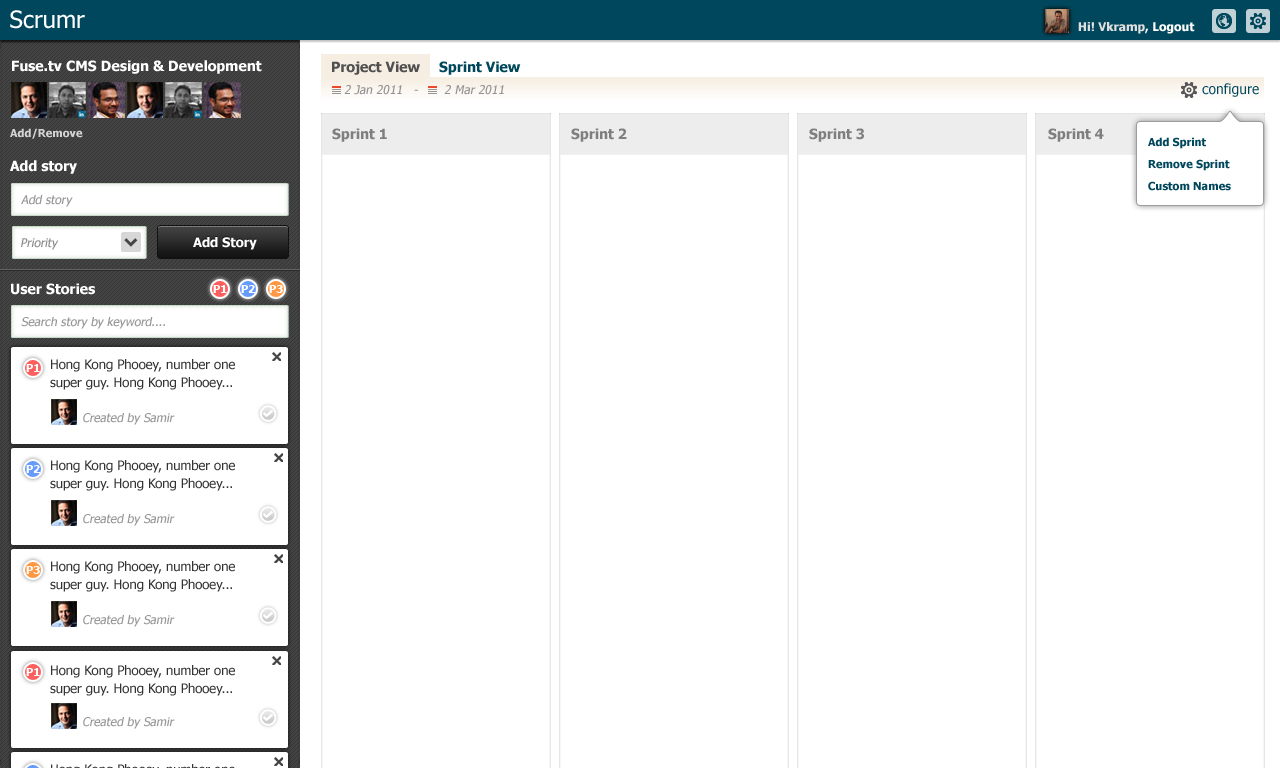 Scrumr
Hi! Vkramp, Logout
Fuse.tv CMS Design & Development
Add/Remove
Add story
Add story
Priority
Add Story
User Stories
P1 P2 P3
Search story by keyword....
P1
Hong Kong Phooey, number one
super guy. Hong Kong Phooey...
Created by Samir
P2
Hong Kong Phooey, number one
super guy. Hong Kong Phooey...
Created by Samir
P3
Hong Kong Phooey, number one
super guy. Hong Kong Phooey...
Created by Samir
P1
Hong Kong Phooey, number one
super guy. Hong Kong Phooey...
Created by Samir
Hong Kong Phooey, number one
Project View Sprint View
2 Jan 2011 - 2 Mar 2011
configure
Add Sprint
Remove Sprint
Custom Names
Sprint 1 Sprint 2 Sprint 3 Sprint 4